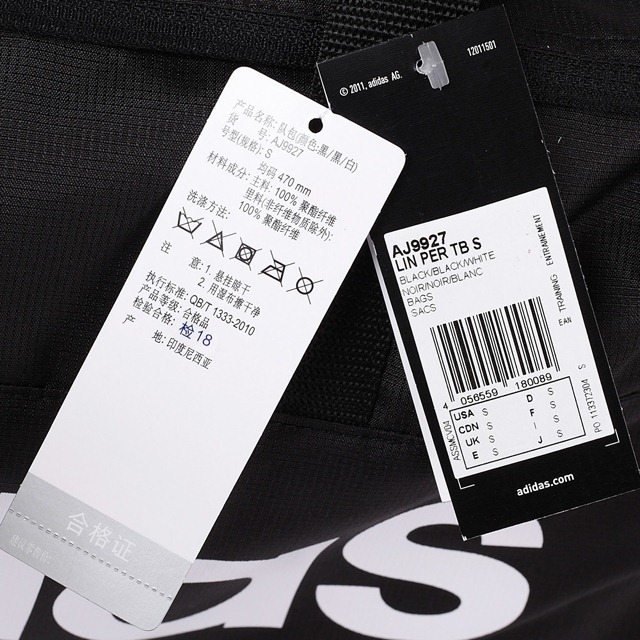 产品名称: 队包(颜色:黑/黑/白)
货 号: AJ9927
号型(规格): S
均码 470 mm
材料成分: 主料: 100% 聚酯纤维
里料(非纤维物质除外):
100% 聚酯纤维
洗涤方法:
注 意: 1. 悬挂晾干
2. 用湿布擦干净
执行标准: QB/T 1333-2010
产品等级: 合格品
检验合格: 检18
产 地: 印度尼西亚
合格证
© 2011, adidas AG.
12011501
AJ9927
LIN PER TB S
BLACK/BLACK/WHITE
NOIR/NOIR/BLANC
BAGS
SACS
TRAINING ENTRAINEMENT
EAN
4 056559 180089
ASSMCV04
PO 113372304 S
USA S D S
CDN S F S
UK S I S
E S J S
adidas.com
das